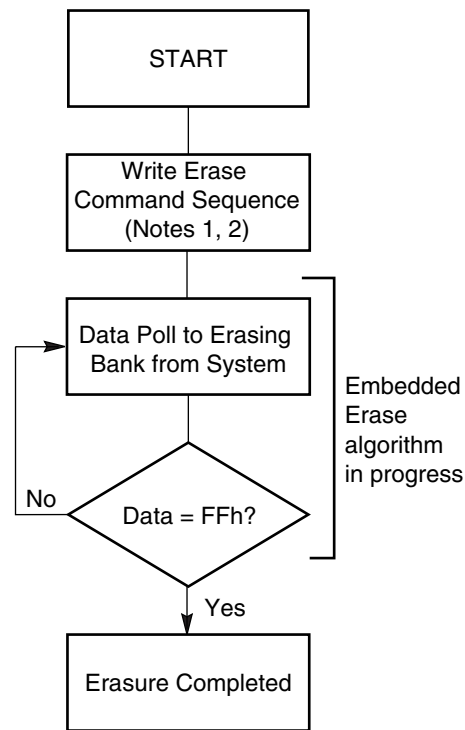 START
Write Erase
Command Sequence
(Notes 1, 2)
Data Poll to Erasing
Bank from System
Embedded
Erase
algorithm
in progress
No
Data = FFh?
Yes
Erasure Completed